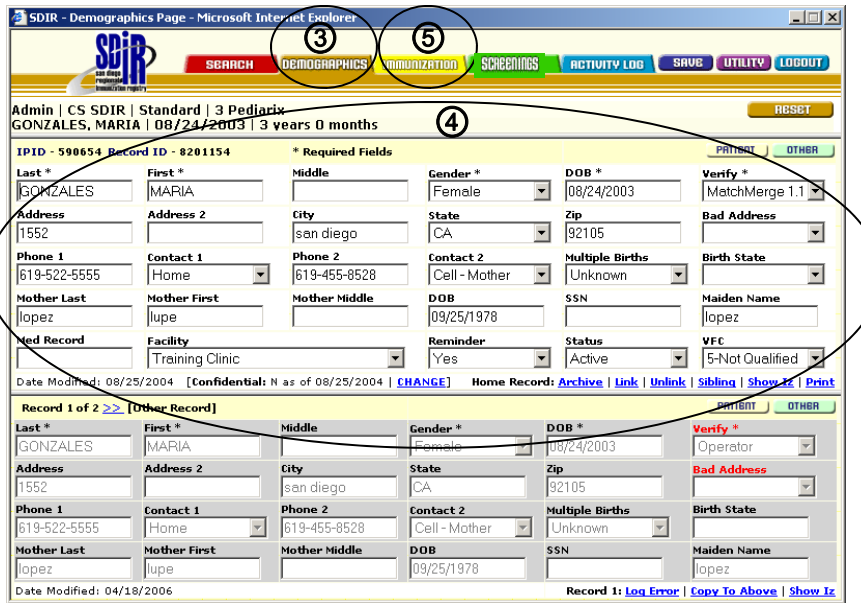 SDIR - Demographics Page - Microsoft Internet Explorer
③ ⑤
SDIR
san diego
regional
immunization registry
SEARCH DEMOGRAPHICS IMMUNIZATION SCREENINGS ACTIVITY LOG SAVE UTILITY LOGOUT
Admin | CS SDIR | Standard | 3 Pediarix
RESET
GONZALES, MARIA | 08/24/2003 | 3 years 0 months
④
IPID - 590654 Record ID - 8201154 * Required Fields PATIENT OTHER
Last * First * Middle Gender * DOB * Verify *
GONZALES MARIA Female 08/24/2003 MatchMerge 1.1
Address Address 2 City State Zip Bad Address
1552 san diego CA 92105
Phone 1 Contact 1 Phone 2 Contact 2 Multiple Births Birth State
619-522-5555 Home 619-455-8528 Cell - Mother Unknown
Mother Last Mother First Mother Middle DOB SSN Maiden Name
lopez lupe 09/25/1978 lopez
Med Record Facility Reminder Status VFC
Training Clinic Yes Active 5-Not Qualified
Date Modified: 08/25/2004 [Confidential: N as of 08/25/2004 | CHANGE] Home Record: Archive | Link | Unlink | Sibling | Show Iz | Print
Record 1 of 2 >> [Other Record] PATIENT OTHER
Last * First * Middle Gender * DOB * Verify *
GONZALES MARIA Female 08/24/2003 Operator
Address Address 2 City State Zip Bad Address
1552 san diego CA 92105
Phone 1 Contact 1 Phone 2 Contact 2 Multiple Births Birth State
619-522-5555 Home 619-455-8528 Cell - Mother Unknown
Mother Last Mother First Mother Middle DOB SSN Maiden Name
lopez lupe 09/25/1978 lopez
Date Modified: 04/18/2006 Record 1: Log Error | Copy To Above | Show Iz